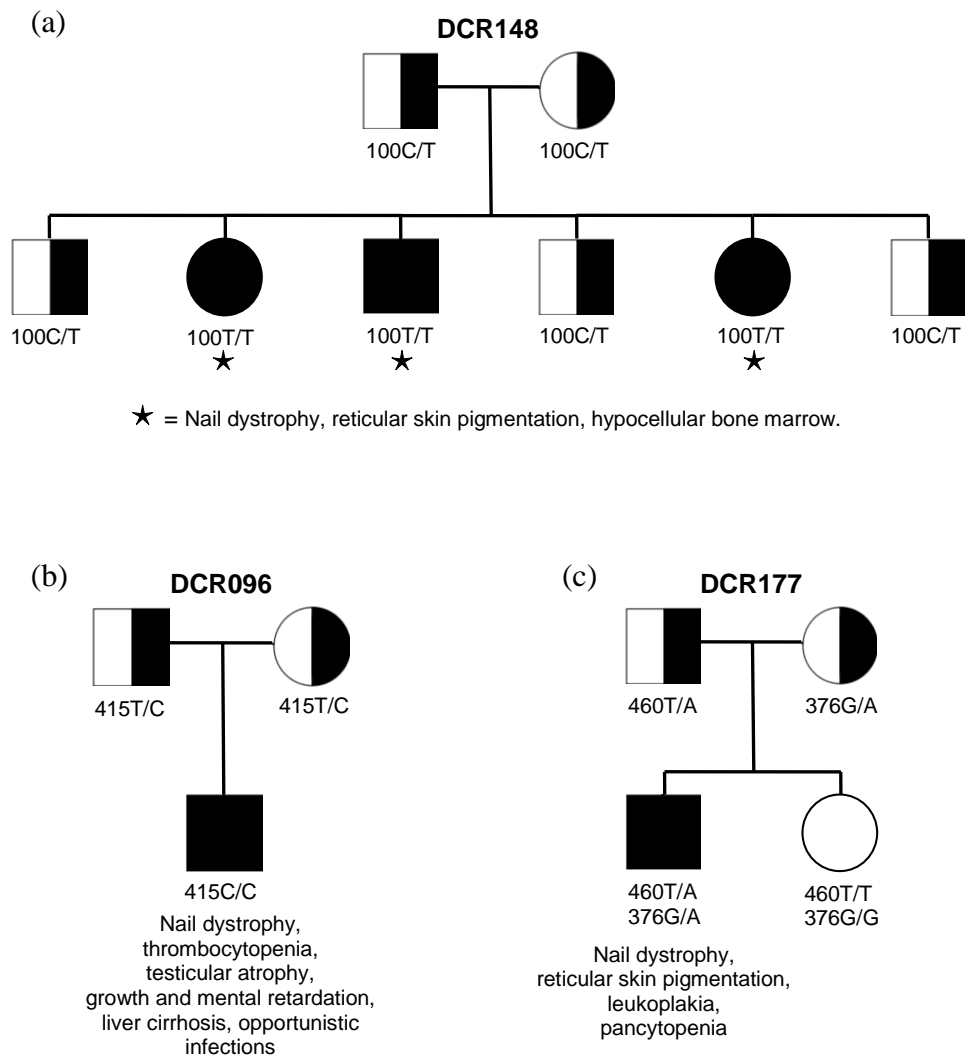 (a)
DCR148
100C/T 100C/T
100C/T 100T/T 100T/T 100C/T 100T/T 100C/T
★ ★ ★
★ = Nail dystrophy, reticular skin pigmentation, hypocellular bone marrow.
(b)
DCR096
415T/C 415T/C
415C/C
Nail dystrophy,
thrombocytopenia,
testicular atrophy,
growth and mental retardation,
liver cirrhosis, opportunistic
infections
(c)
DCR177
460T/A 376G/A
460T/A 460T/T
376G/A 376G/G
Nail dystrophy,
reticular skin pigmentation,
leukoplakia,
pancytopenia